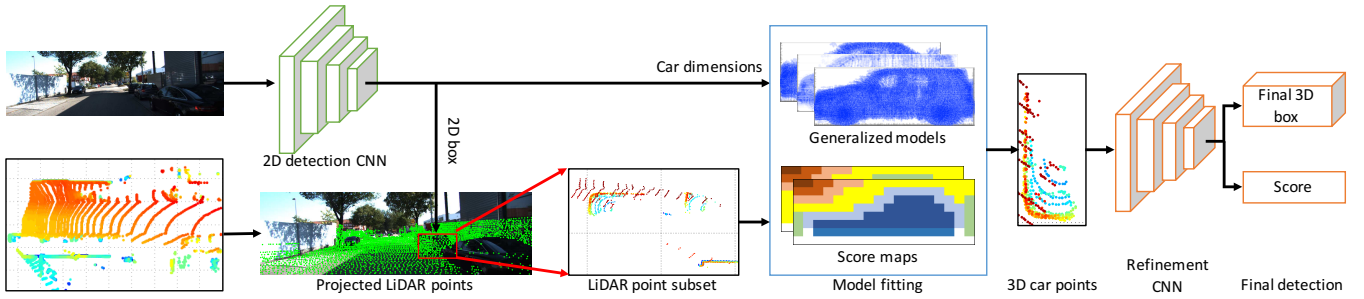 Car dimensions
2D detection CNN
2D box
Projected LiDAR points
LiDAR point subset
Generalized models
Score maps
Model fitting
3D car points
Refinement
CNN
Final 3D
box
Score
Final detection